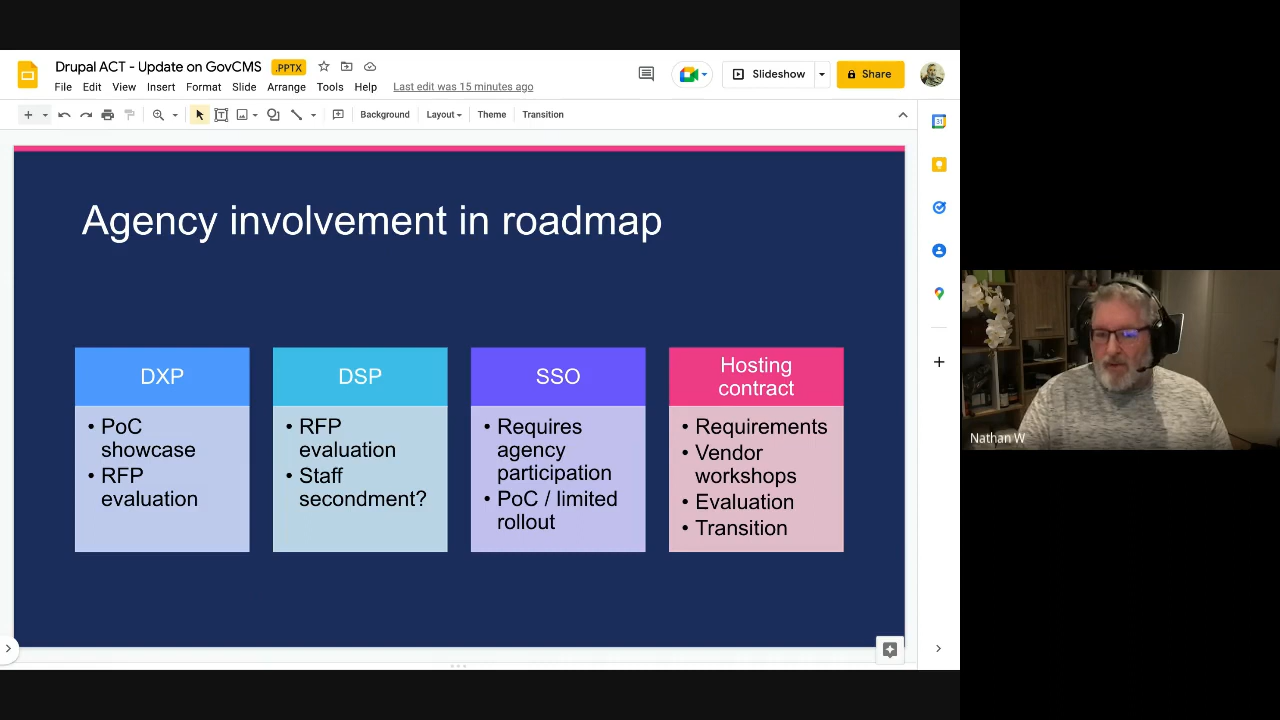 Drupal ACT - Update on GovCMS .PPTX
File Edit View Insert Format Slide Arrange Tools Help Last edit was 15 minutes ago
Slideshow
Share
Background Layout Theme Transition
31
Agency involvement in roadmap
DXP
• PoC
showcase
• RFP
evaluation
DSP
• RFP
evaluation
• Staff
secondment?
SSO
• Requires
agency
participation
• PoC / limited
rollout
Hosting
contract
• Requirements
• Vendor
workshops
• Evaluation
• Transition
Nathan W